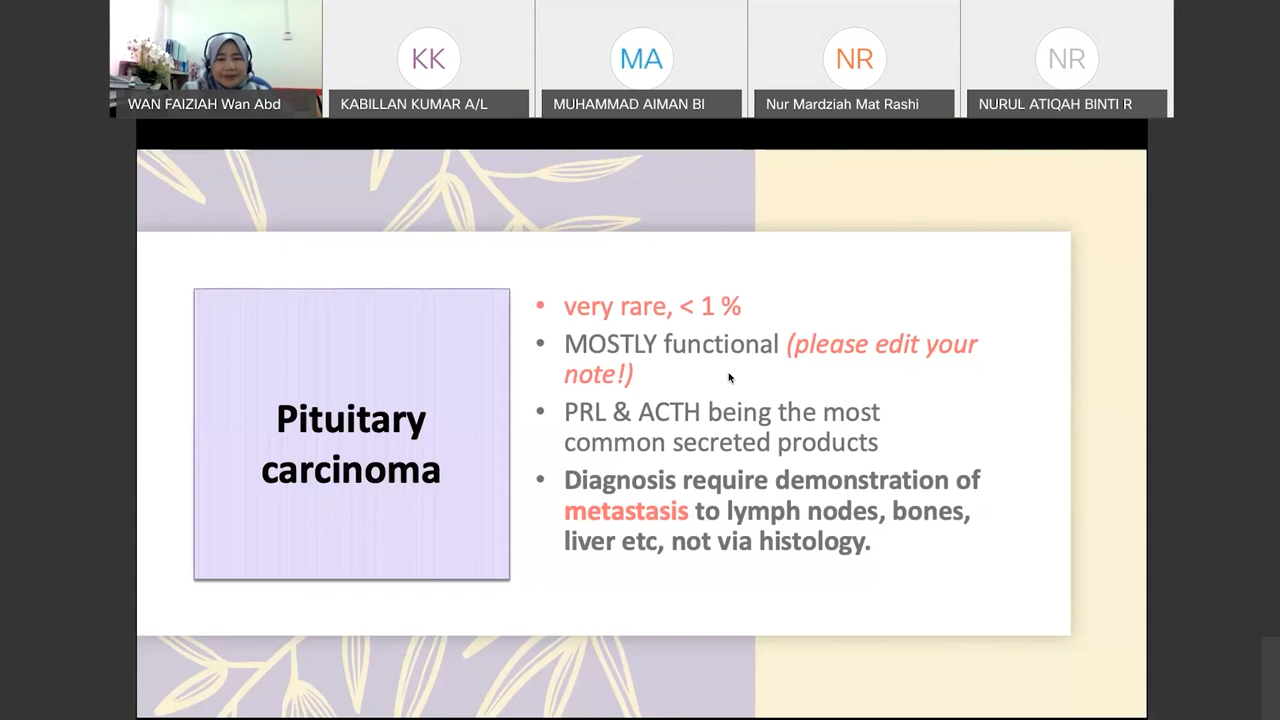 KK
MA
NR
NR
WAN FAIZIAH Wan Abd
KABILLAN KUMAR A/L
MUHAMMAD AIMAN BI
Nur Mardziah Mat Rashi
NURUL ATIQAH BINTI R
Pituitary
carcinoma
• very rare, < 1 %
• MOSTLY functional (please edit your
note!)
• PRL & ACTH being the most
common secreted products
• Diagnosis require demonstration of
metastasis to lymph nodes, bones,
liver etc, not via histology.